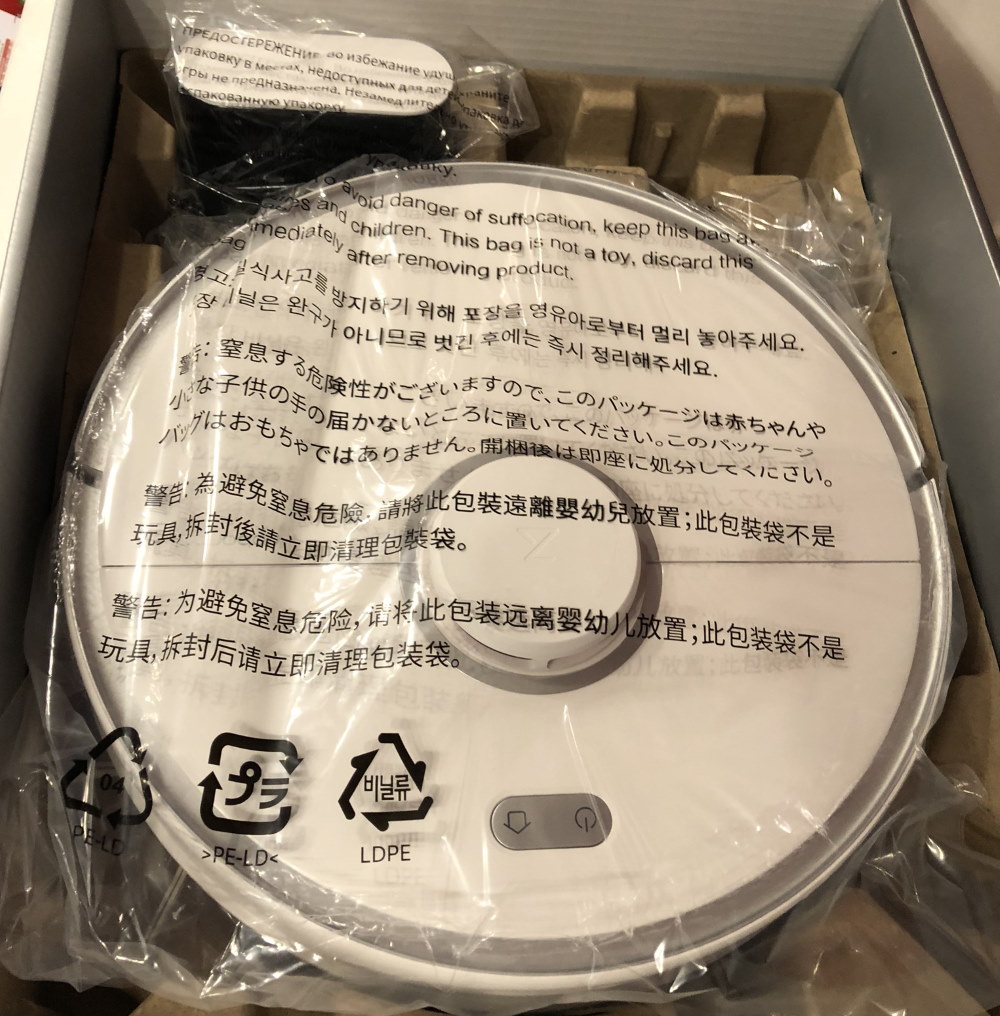 ПРЕДОСТЕРЕЖЕНИЕ: во избежание удуш
упаковку в местах, недоступных для дет
гры не предназначена. Незамедлите
спакованную упаковку
храните
упаковка
avoid danger of suffocation, keep this bag
and children. This bag is not a toy, discard this
immediately after removing product.
식사고를 방지하기 위해 포장을 영유아로부터 멀리 놓아주세요.
완구가 아니므로 벗긴 후에는 즉시 정리해주세요.
警告：窒息する危険性がございますので、このパッケージは赤ちゃんや
小さな子供の手の届かないところに置いてください。このパッケージ
バッグはおもちゃではありません。開梱後は即座に処分してください。
警告：為避免窒息危險，請將此包裝遠離嬰幼兒放置；此包裝袋不是
玩具，拆封後請立即清理包裝袋。
警告：为避免窒息危险，请将此包装远离婴幼儿放置；此包装袋不是
玩具，拆封后请立即清理包装袋。
04 プラ 비닐류
PE-LD >PE-LD< LDPE